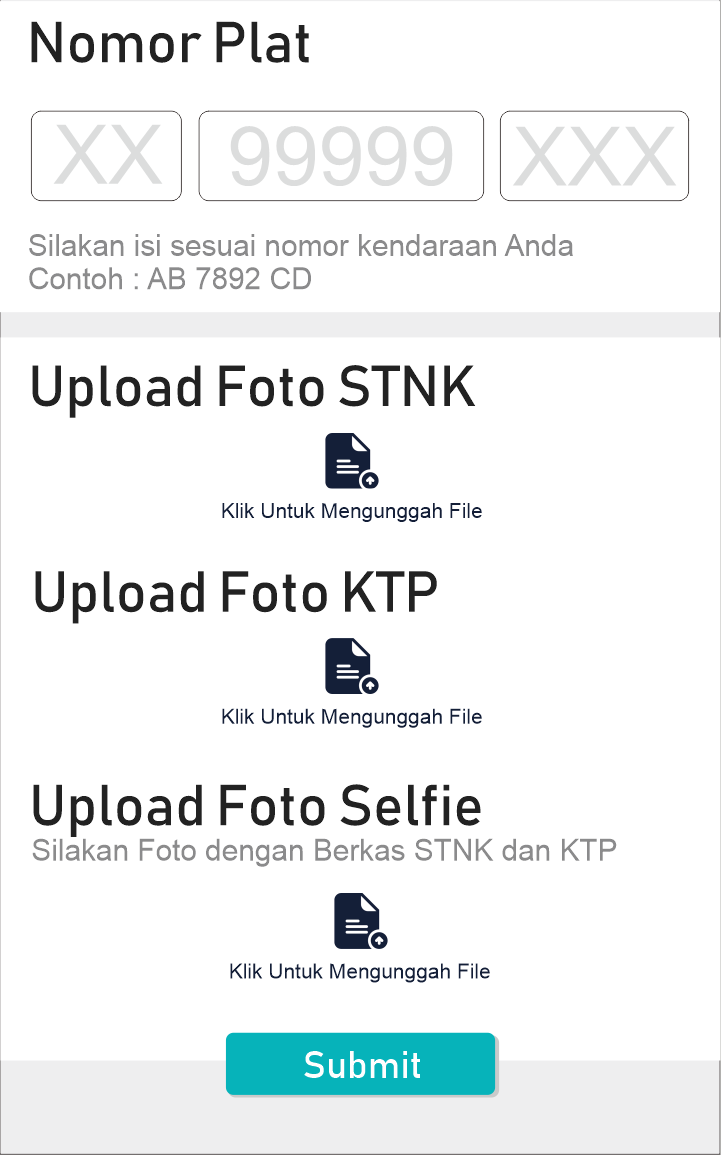 Nomor Plat
XX 99999 XXX
Silakan isi sesuai nomor kendaraan Anda
Contoh : AB 7892 CD
Upload Foto STNK
Klik Untuk Mengunggah File
Upload Foto KTP
Klik Untuk Mengunggah File
Upload Foto Selfie
Silakan Foto dengan Berkas STNK dan KTP
Klik Untuk Mengunggah File
Submit